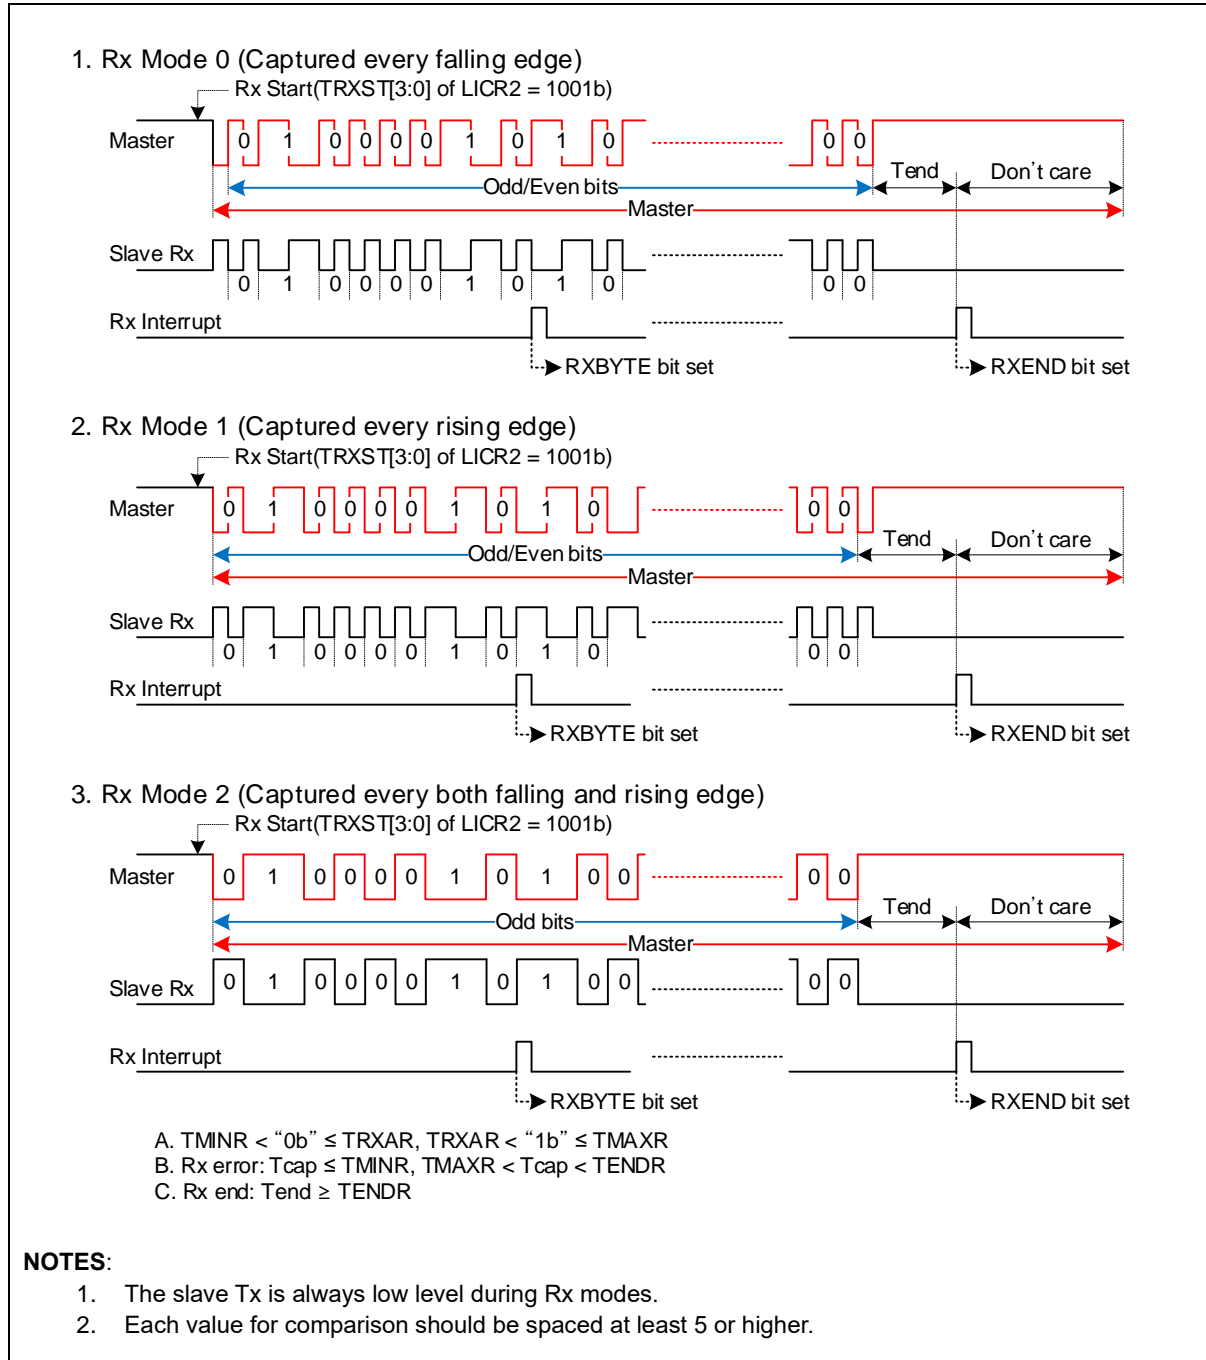 1. Rx Mode 0 (Captured every falling edge)
Rx Start(TRXST[3:0] of LICR2 = 1001b)
Master 0 1 0 0 0 0 1 0 1 0 0 0
Tend Don't care
Odd/Even bits
Master
Slave Rx
0 1 0 0 0 0 1 0 1 0 0 0
Rx Interrupt
RXBYTE bit set RXEND bit set
2. Rx Mode 1 (Captured every rising edge)
Rx Start(TRXST[3:0] of LICR2 = 1001b)
Master 0 1 0 0 0 0 1 0 1 0 0 0
Tend Don't care
Odd/Even bits
Master
Slave Rx
0 1 0 0 0 0 1 0 1 0 0 0
Rx Interrupt
RXBYTE bit set RXEND bit set
3. Rx Mode 2 (Captured every both falling and rising edge)
Rx Start(TRXST[3:0] of LICR2 = 1001b)
Master 0 1 0 0 0 0 1 0 1 0 0 0 0
Tend Don't care
Odd bits
Master
Slave Rx 0 1 0 0 0 0 1 0 1 0 0 0 0
Rx Interrupt
RXBYTE bit set RXEND bit set
A. TMINR < “0b” ≤ TRXAR, TRXAR < “1b” ≤ TMAXR
B. Rx error: Tcap ≤ TMINR, TMAXR < Tcap < TENDR
C. Rx end: Tend ≥ TENDR
NOTES:
1. The slave Tx is always low level during Rx modes.
2. Each value for comparison should be spaced at least 5 or higher.